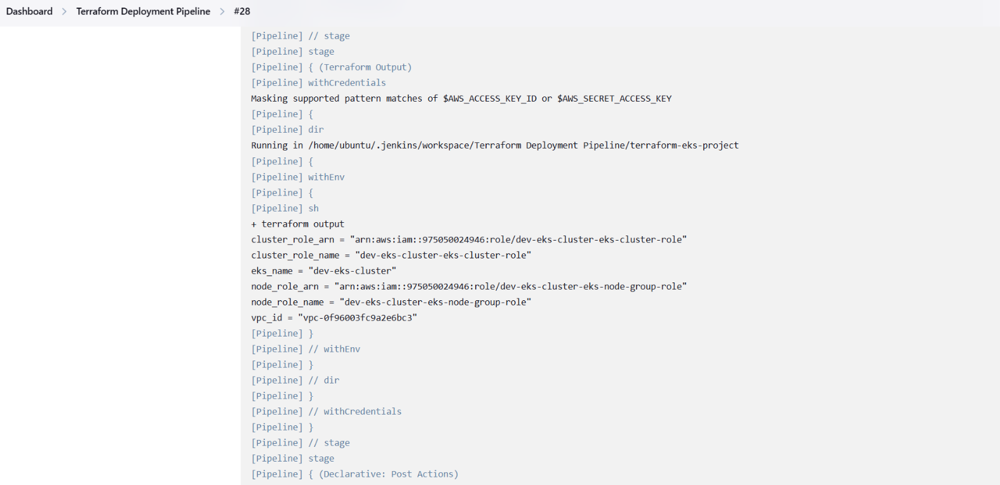 Dashboard > Terraform Deployment Pipeline > #28
[Pipeline] // stage
[Pipeline] stage
[Pipeline] { (Terraform Output)
[Pipeline] withCredentials
Masking supported pattern matches of $AWS_ACCESS_KEY_ID or $AWS_SECRET_ACCESS_KEY
[Pipeline] {
[Pipeline] dir
Running in /home/ubuntu/.jenkins/workspace/Terraform Deployment Pipeline/terraform-eks-project
[Pipeline] {
[Pipeline] withEnv
[Pipeline] {
[Pipeline] sh
+ terraform output
cluster_role_arn = "arn:aws:iam::975050024946:role/dev-eks-cluster-eks-cluster-role"
cluster_role_name = "dev-eks-cluster-eks-cluster-role"
eks_name = "dev-eks-cluster"
node_role_arn = "arn:aws:iam::975050024946:role/dev-eks-cluster-eks-node-group-role"
node_role_name = "dev-eks-cluster-eks-node-group-role"
vpc_id = "vpc-0f96003fc9a2e6bc3"
[Pipeline] }
[Pipeline] // withEnv
[Pipeline] }
[Pipeline] // dir
[Pipeline] }
[Pipeline] // withCredentials
[Pipeline] }
[Pipeline] // stage
[Pipeline] stage
[Pipeline] { (Declarative: Post Actions)